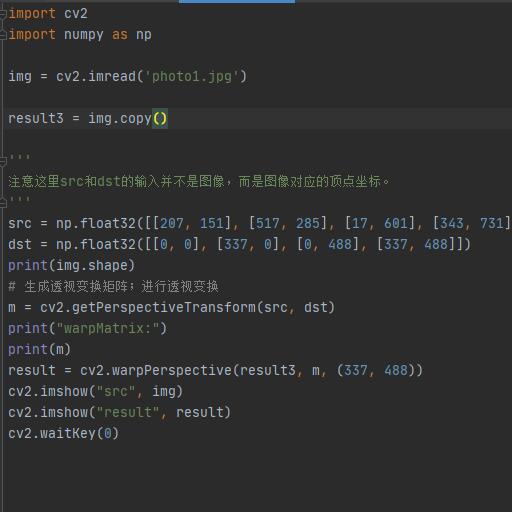 import cv2
import numpy as np
img = cv2.imread('photo1.jpg')
result3 = img.copy()
'''
注意这里src和dst的输入并不是图像，而是图像对应的顶点坐标。
'''
src = np.float32([[207, 151], [517, 285], [17, 601], [343, 731]
dst = np.float32([[0, 0], [337, 0], [0, 488], [337, 488]])
print(img.shape)
# 生成透视变换矩阵；进行透视变换
m = cv2.getPerspectiveTransform(src, dst)
print("warpMatrix:")
print(m)
result = cv2.warpPerspective(result3, m, (337, 488))
cv2.imshow("src", img)
cv2.imshow("result", result)
cv2.waitKey(0)